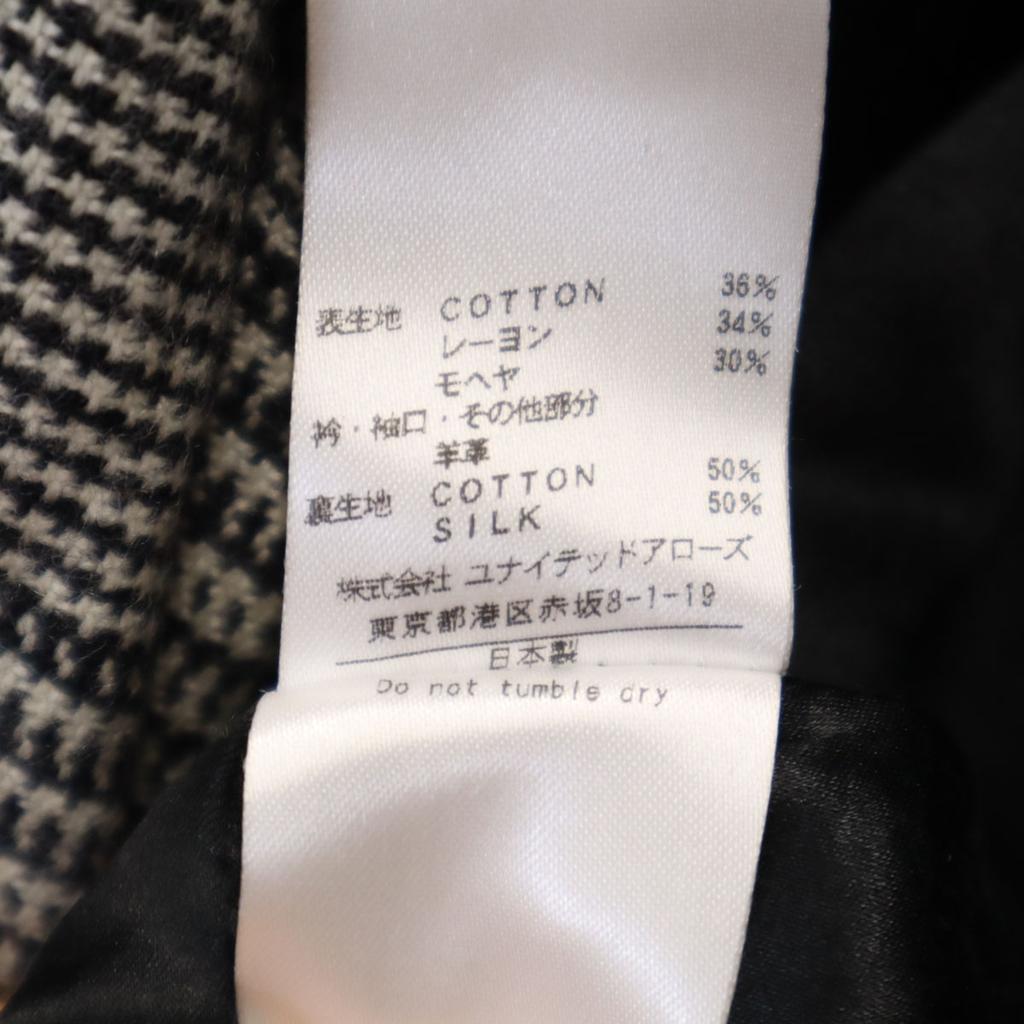 表生地 COTTON 36%
レーヨン 34%
モヘヤ 30%
衿・袖口・その他部分
羊革
裏生地 COTTON 50%
SILK 50%
株式会社 ユナイテッドアローズ
東京都港区赤坂8-1-19
日本製
Do not tumble dry